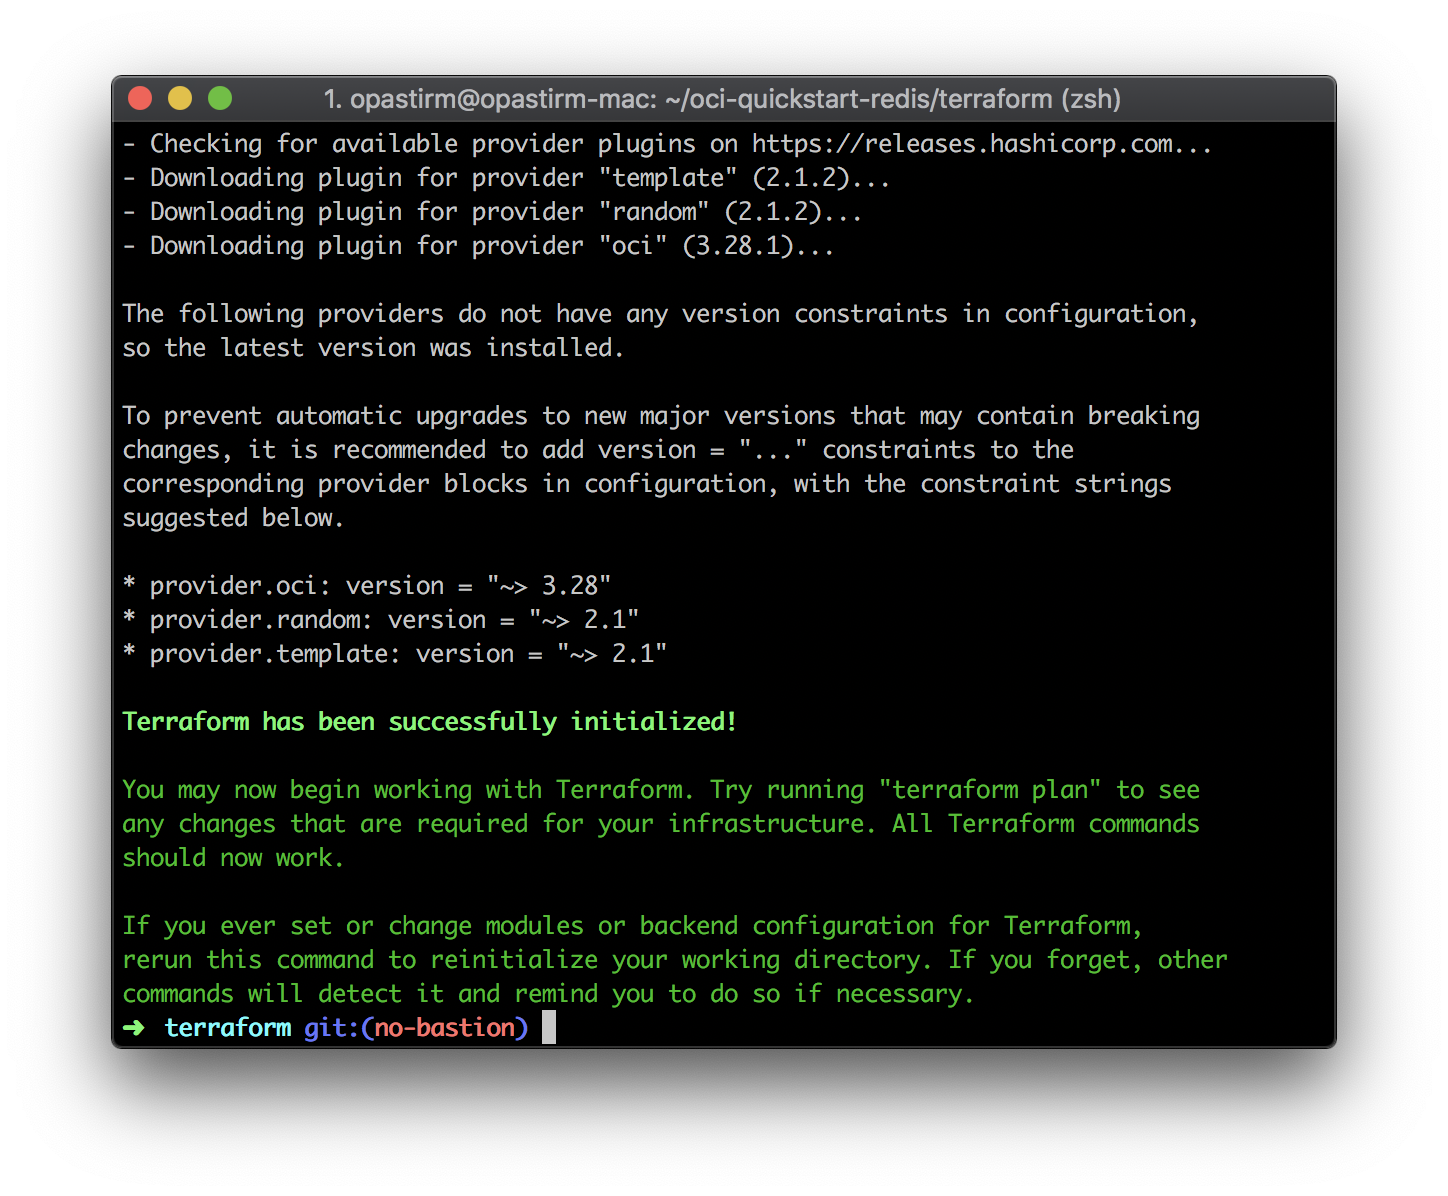 1. opastirm@opastirm-mac: ~/oci-quickstart-redis/terraform (zsh)
- Checking for available provider plugins on https://releases.hashicorp.com...
- Downloading plugin for provider "template" (2.1.2)...
- Downloading plugin for provider "random" (2.1.2)...
- Downloading plugin for provider "oci" (3.28.1)...
The following providers do not have any version constraints in configuration,
so the latest version was installed.
To prevent automatic upgrades to new major versions that may contain breaking
changes, it is recommended to add version = "..." constraints to the
corresponding provider blocks in configuration, with the constraint strings
suggested below.
* provider.oci: version = "~> 3.28"
* provider.random: version = "~> 2.1"
* provider.template: version = "~> 2.1"
Terraform has been successfully initialized!
You may now begin working with Terraform. Try running "terraform plan" to see
any changes that are required for your infrastructure. All Terraform commands
should now work.
If you ever set or change modules or backend configuration for Terraform,
rerun this command to reinitialize your working directory. If you forget, other
commands will detect it and remind you to do so if necessary.
➜ terraform git:(no-bastion)